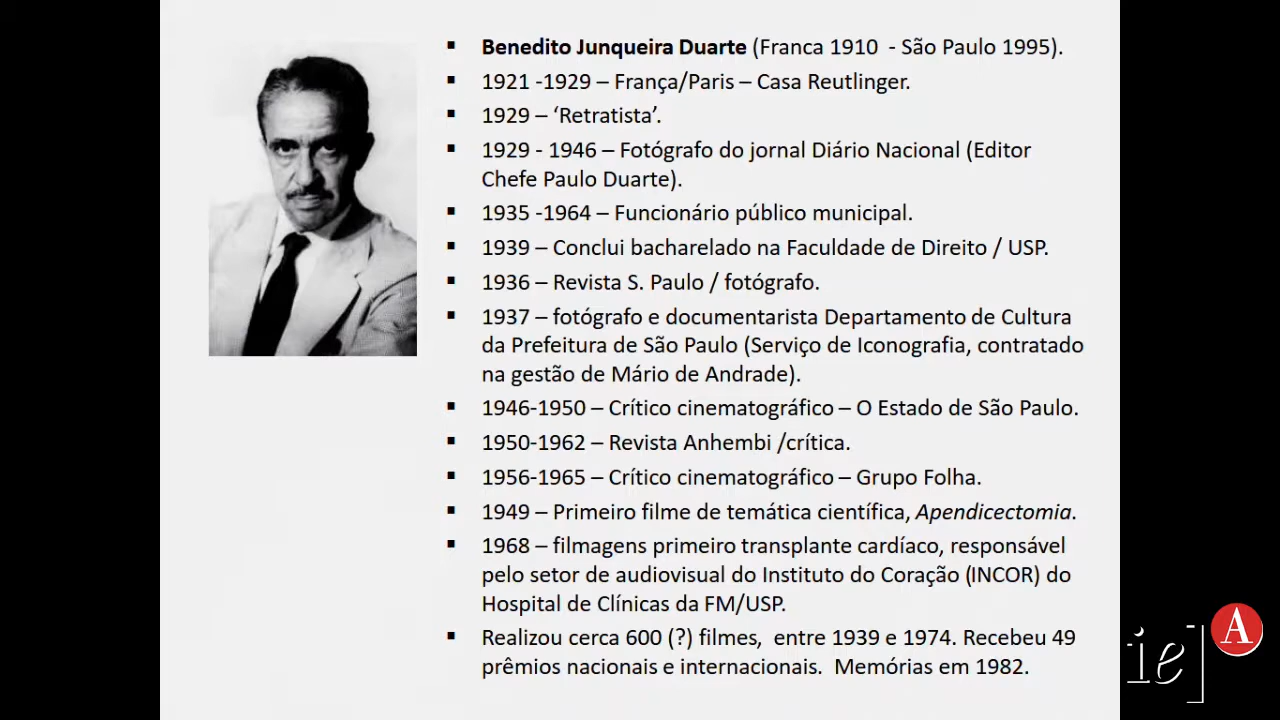 Benedito Junqueira Duarte (Franca 1910 - São Paulo 1995).
1921 -1929 – França/Paris – Casa Reutlinger.
1929 – ‘Retratista’.
1929 - 1946 – Fotógrafo do jornal Diário Nacional (Editor
Chefe Paulo Duarte).
1935 -1964 – Funcionário público municipal.
1939 – Conclui bacharelado na Faculdade de Direito / USP.
1936 – Revista S. Paulo / fotógrafo.
1937 – fotógrafo e documentarista Departamento de Cultura
da Prefeitura de São Paulo (Serviço de Iconografia, contratado
na gestão de Mário de Andrade).
1946-1950 – Crítico cinematográfico – O Estado de São Paulo.
1950-1962 – Revista Anhembi /crítica.
1956-1965 – Crítico cinematográfico – Grupo Folha.
1949 – Primeiro filme de temática científica, Apendicectomia.
1968 – filmagens primeiro transplante cardíaco, responsável
pelo setor de audiovisual do Instituto do Coração (INCOR) do
Hospital de Clínicas da FM/USP.
Realizou cerca 600 (?) filmes, entre 1939 e 1974. Recebeu 49
prêmios nacionais e internacionais. Memórias em 1982.
ie] A